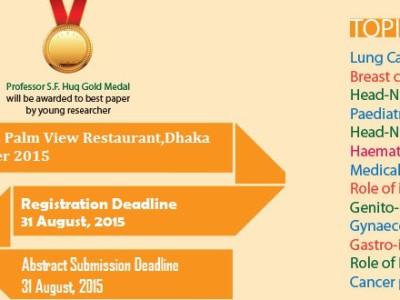 Professor S.F. Huq Gold Medal
will be awarded to best paper
by young researcher
Palm View Restaurant,Dhaka
2015
Registration Deadline
31 August, 2015
Abstract Submission Deadline
31 August, 2015
TOPI
Lung Ca
Breast c
Head-N
Paediat
Head-N
Haemat
Medical
Role of
Genito-
Gynaec
Gastro-i
Role of
Cancer